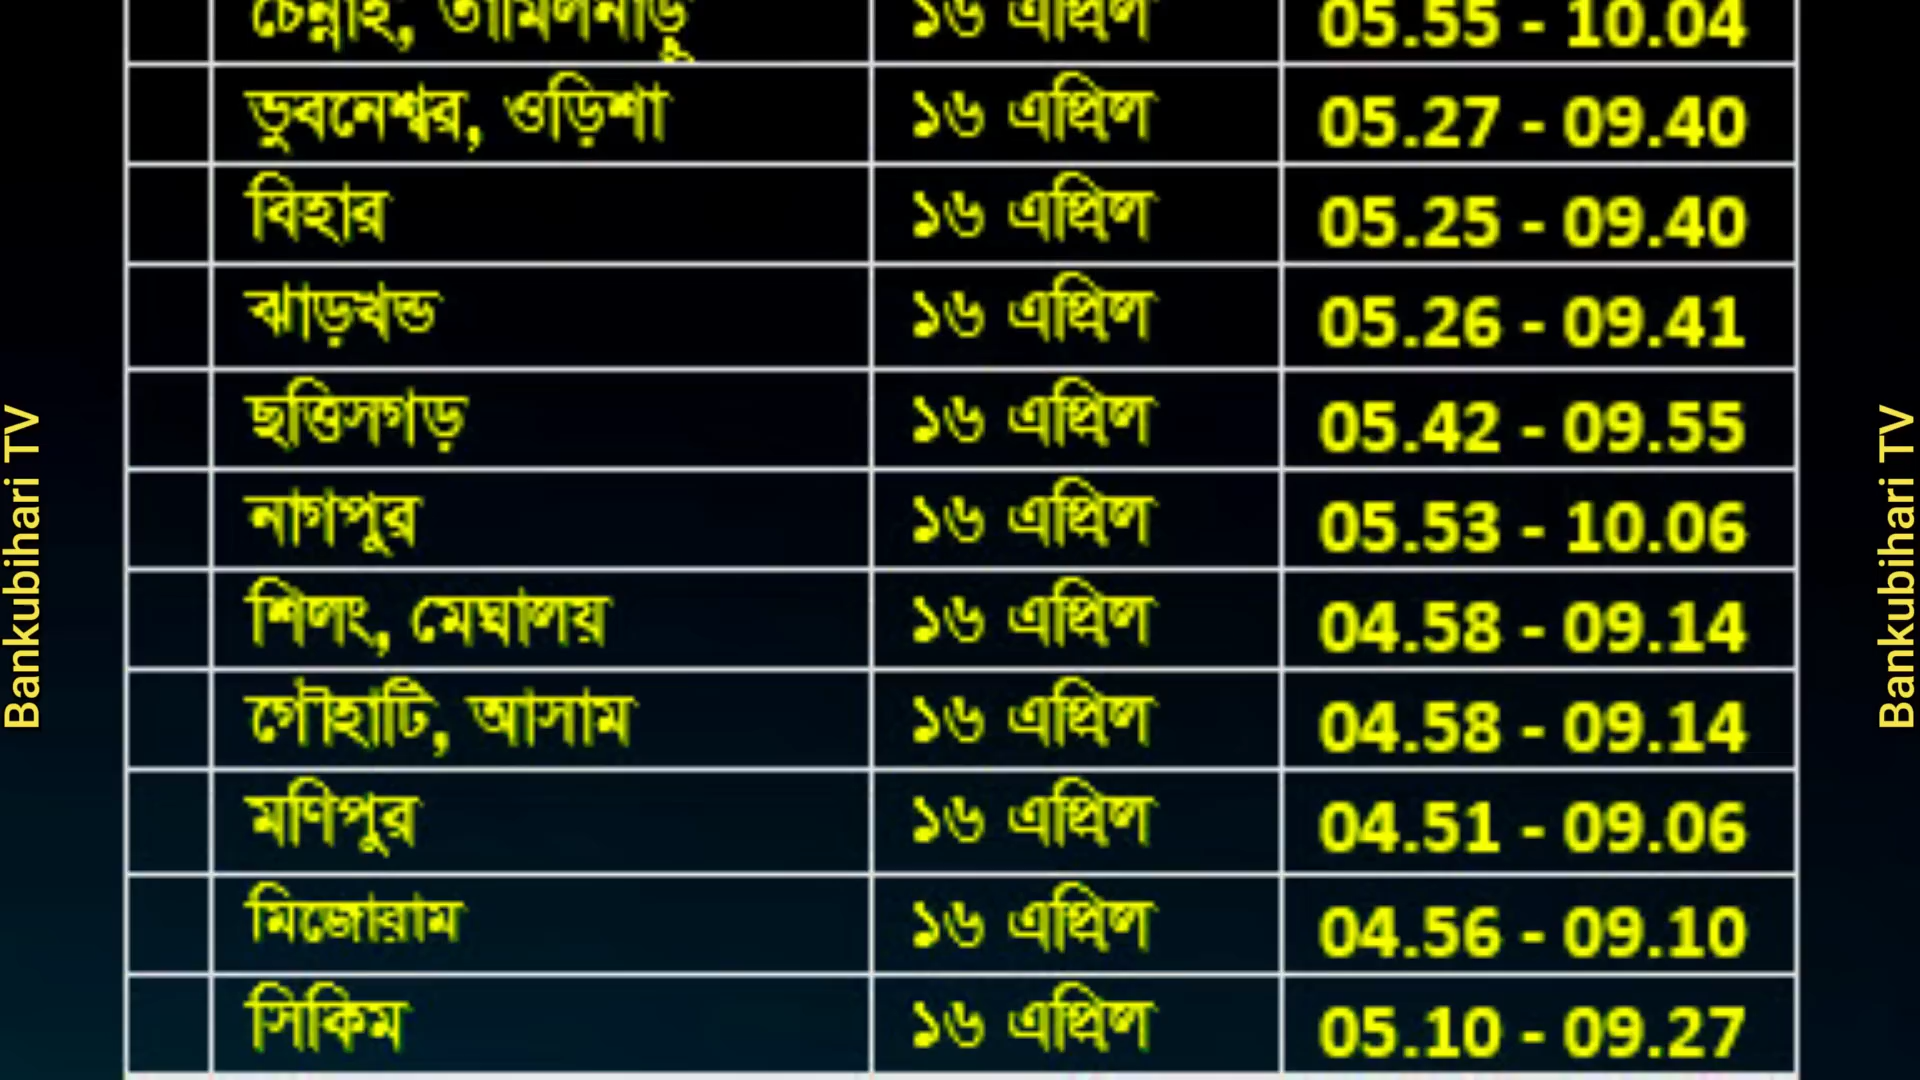 চেন্নাই, তামিলনাড়ু ১৬ এপ্রিল 05.55 - 10.04
ভুবনেশ্বর, ওড়িশা ১৬ এপ্রিল 05.27 - 09.40
বিহার ১৬ এপ্রিল 05.25 - 09.40
ঝাড়খন্ড ১৬ এপ্রিল 05.26 - 09.41
ছত্তিসগড় ১৬ এপ্রিল 05.42 - 09.55
নাগপুর ১৬ এপ্রিল 05.53 - 10.06
শিলং, মেঘালয় ১৬ এপ্রিল 04.58 - 09.14
গৌহাটি, আসাম ১৬ এপ্রিল 04.58 - 09.14
মণিপুর ১৬ এপ্রিল 04.51 - 09.06
মিজোরাম ১৬ এপ্রিল 04.56 - 09.10
সিকিম ১৬ এপ্রিল 05.10 - 09.27
Bankubihari TV
Bankubihari TV